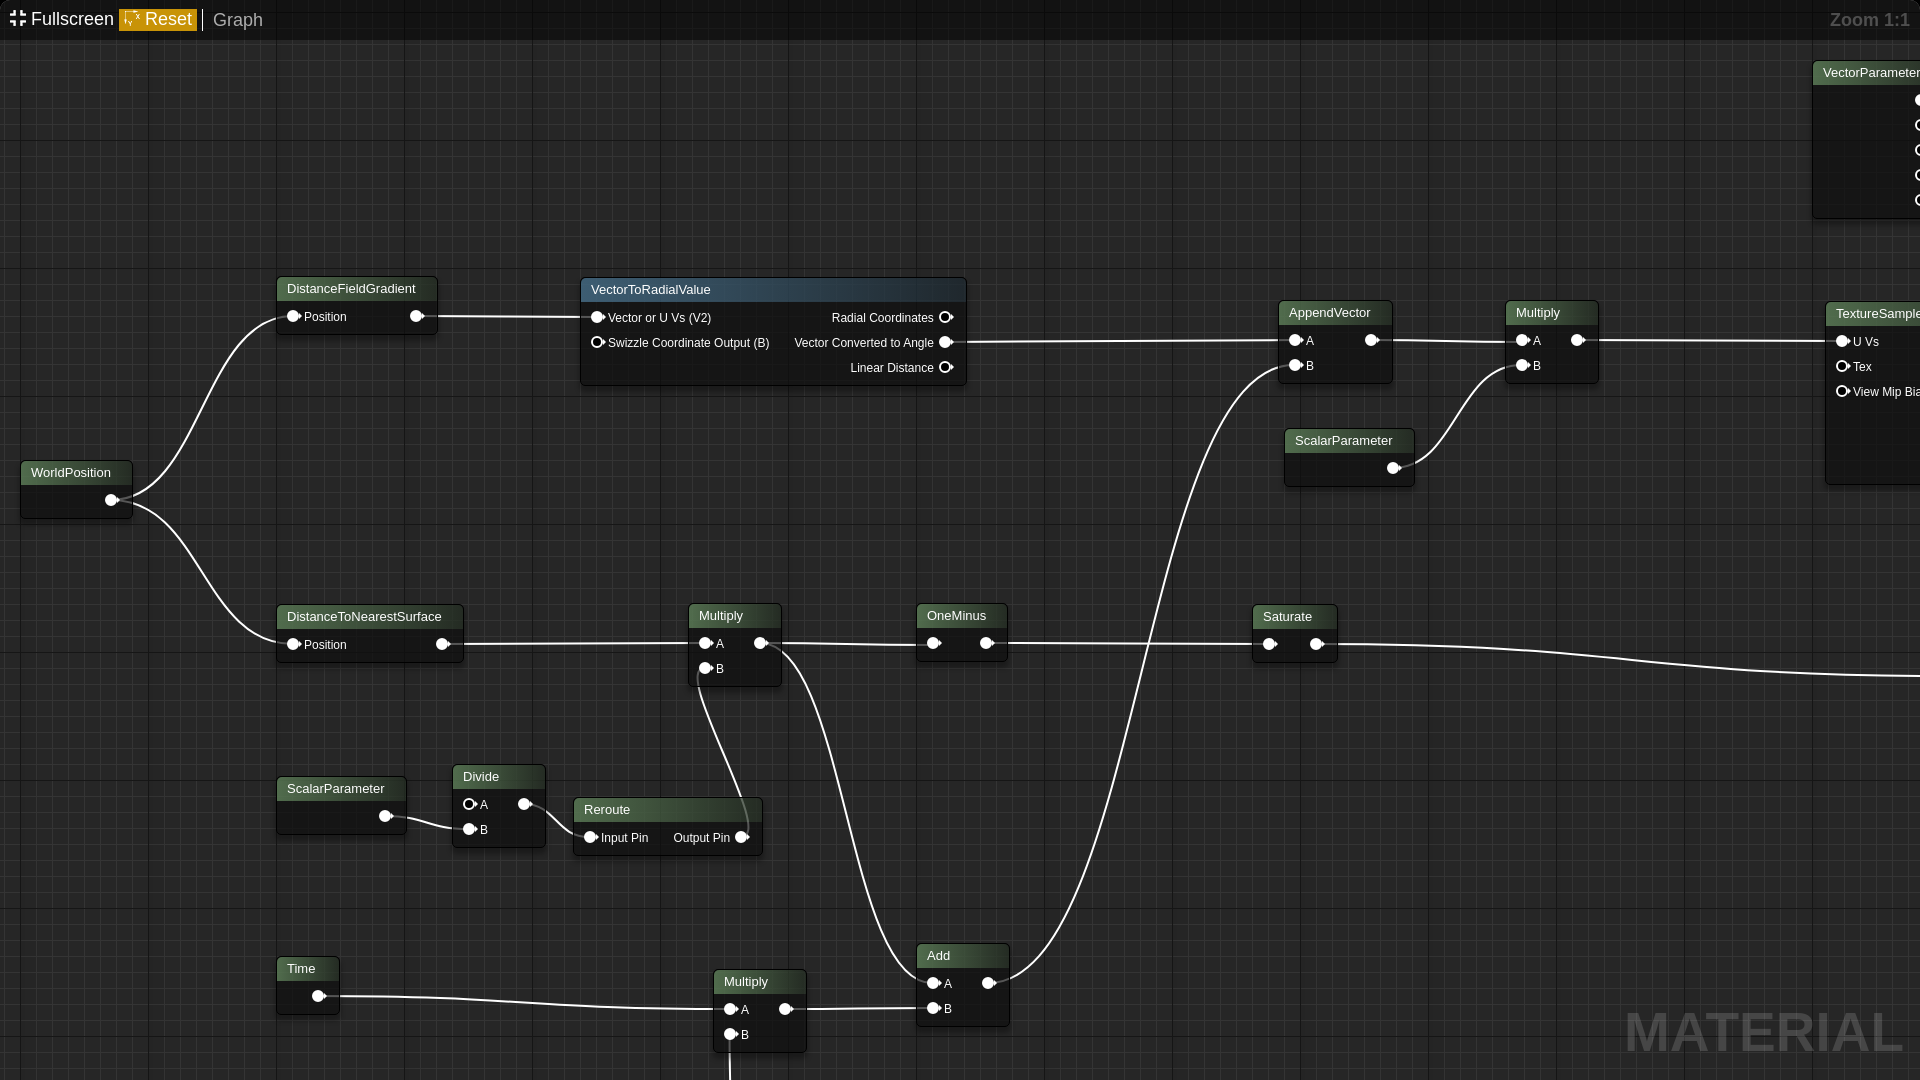 Fullscreen Reset Graph Zoom 1:1
VectorParameter
DistanceFieldGradient
Position
VectorToRadialValue
Vector or U Vs (V2) Radial Coordinates
Swizzle Coordinate Output (B) Vector Converted to Angle
Linear Distance
AppendVector
A
B
Multiply
A
B
TextureSample
U Vs
Tex
View Mip Bia
ScalarParameter
WorldPosition
DistanceToNearestSurface
Position
Multiply
A
B
OneMinus
Saturate
ScalarParameter
Divide
A
B
Reroute
Input Pin Output Pin
Time
Multiply
A
B
Add
A
B
MATERIAL